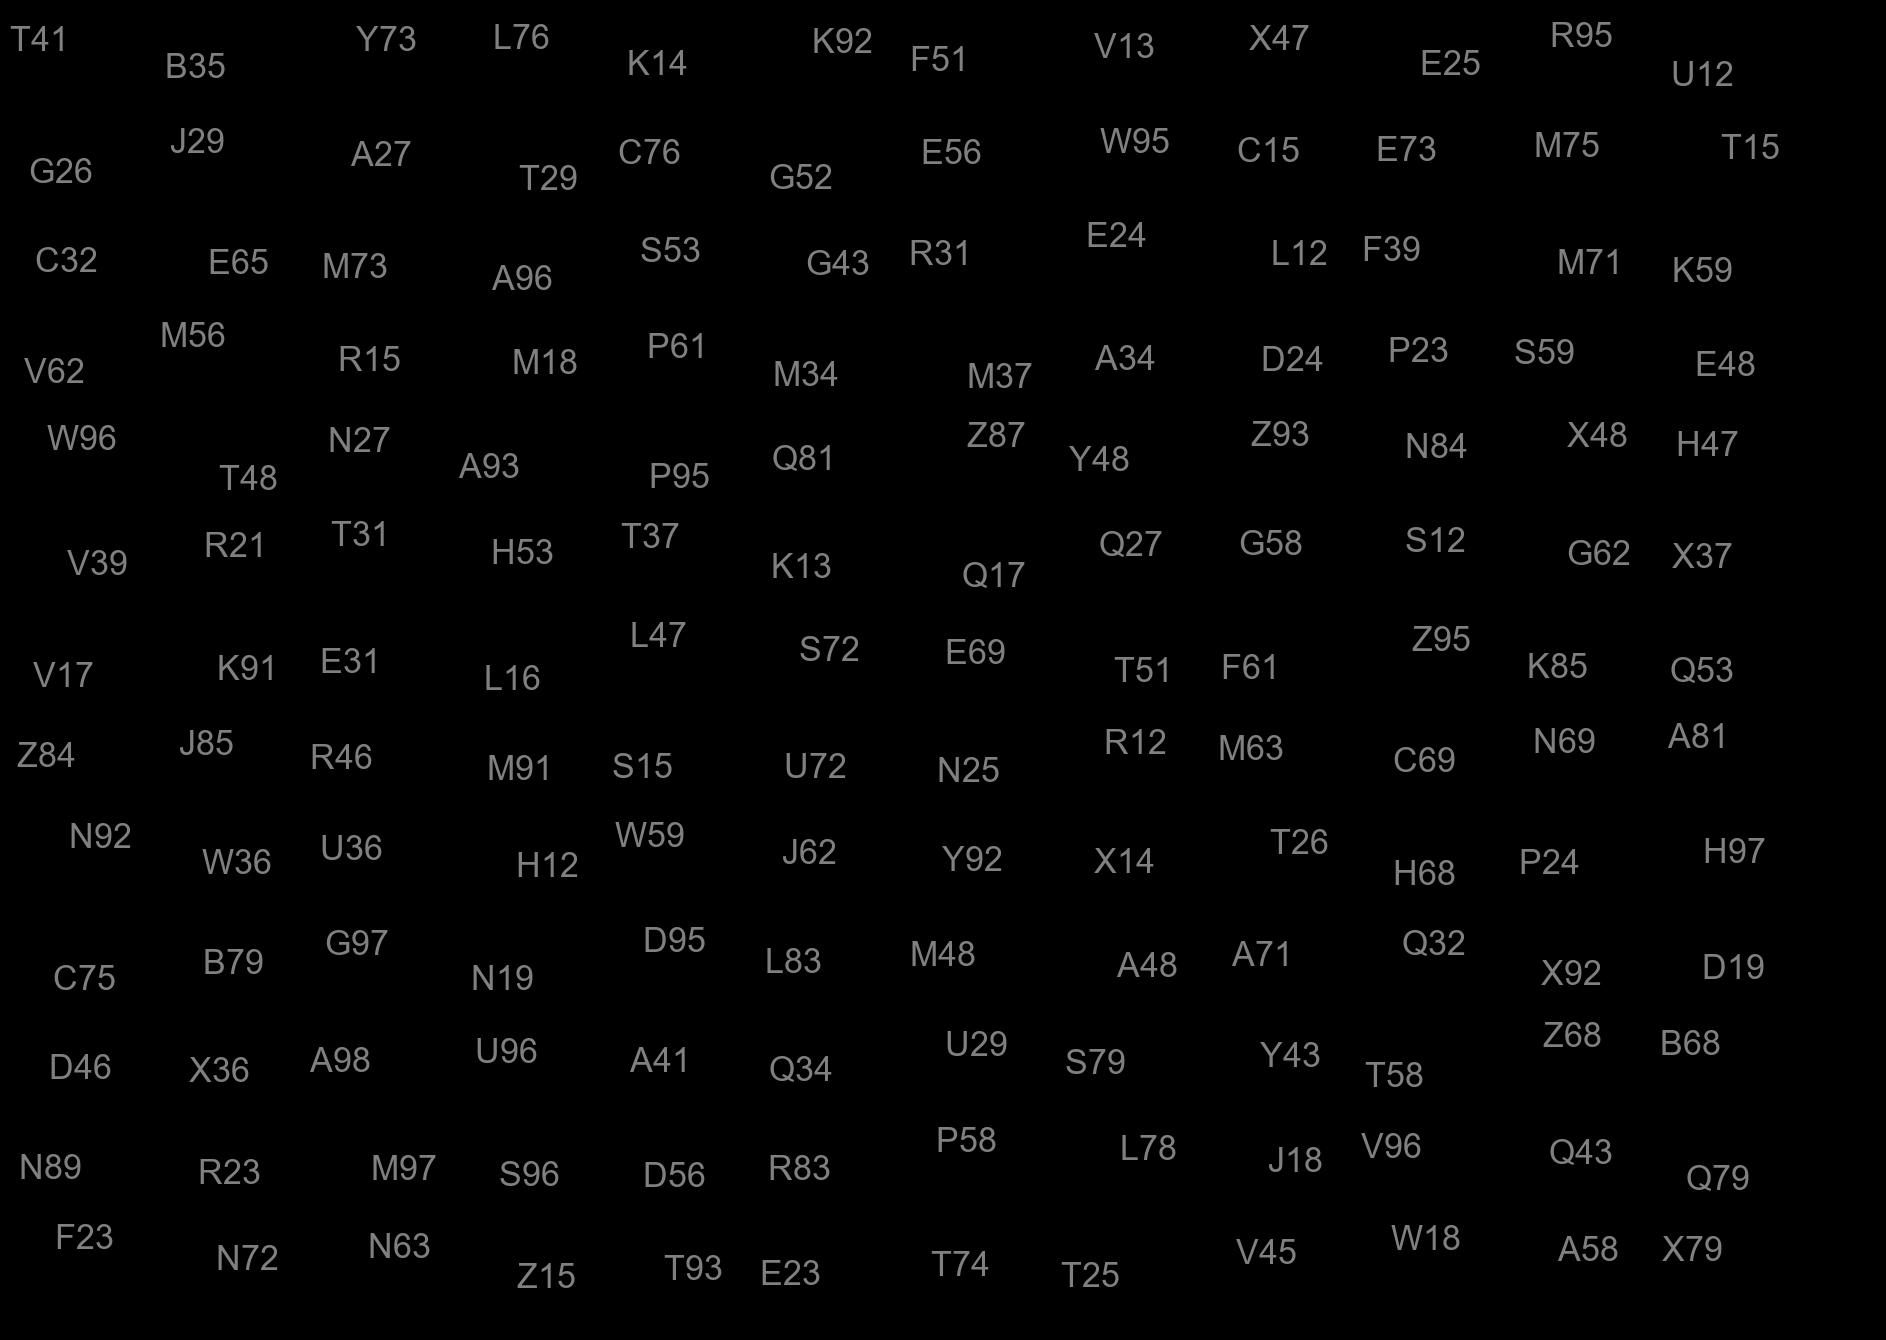 T41 B35 Y73 L76 K14 K92 F51 V13 X47 E25 R95 U12
G26 J29 A27 T29 C76 G52 E56 W95 C15 E73 M75 T15
C32 E65 M73 A96 S53 G43 R31 E24 L12 F39 M71 K59
V62 M56 R15 M18 P61 M34 M37 A34 D24 P23 S59 E48
W96 T48 N27 A93 P95 Q81 Z87 Y48 Z93 N84 X48 H47
V39 R21 T31 H53 T37 K13 Q17 Q27 G58 S12 G62 X37
V17 K91 E31 L16 L47 S72 E69 T51 F61 Z95 K85 Q53
Z84 J85 R46 M91 S15 U72 N25 R12 M63 C69 N69 A81
N92 W36 U36 H12 W59 J62 Y92 X14 T26 H68 P24 H97
C75 B79 G97 N19 D95 L83 M48 A48 A71 Q32 X92 D19
D46 X36 A98 U96 A41 Q34 U29 S79 Y43 T58 Z68 B68
N89 R23 M97 S96 D56 R83 P58 L78 J18 V96 Q43 Q79
F23 N72 N63 Z15 T93 E23 T74 T25 V45 W18 A58 X79